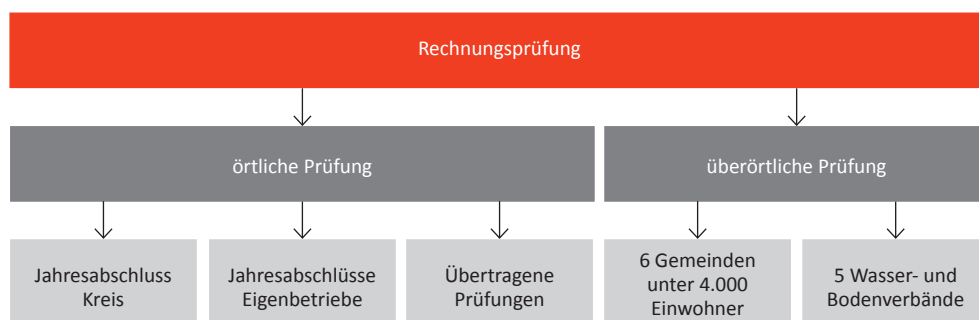 Rechnungsprüfung
örtliche Prüfung
überörtliche Prüfung
Jahresabschluss
Kreis
Jahresabschlüsse
Eigenbetriebe
Übertragene
Prüfungen
6 Gemeinden
unter 4.000
Einwohner
5 Wasser- und
Bodenverbände